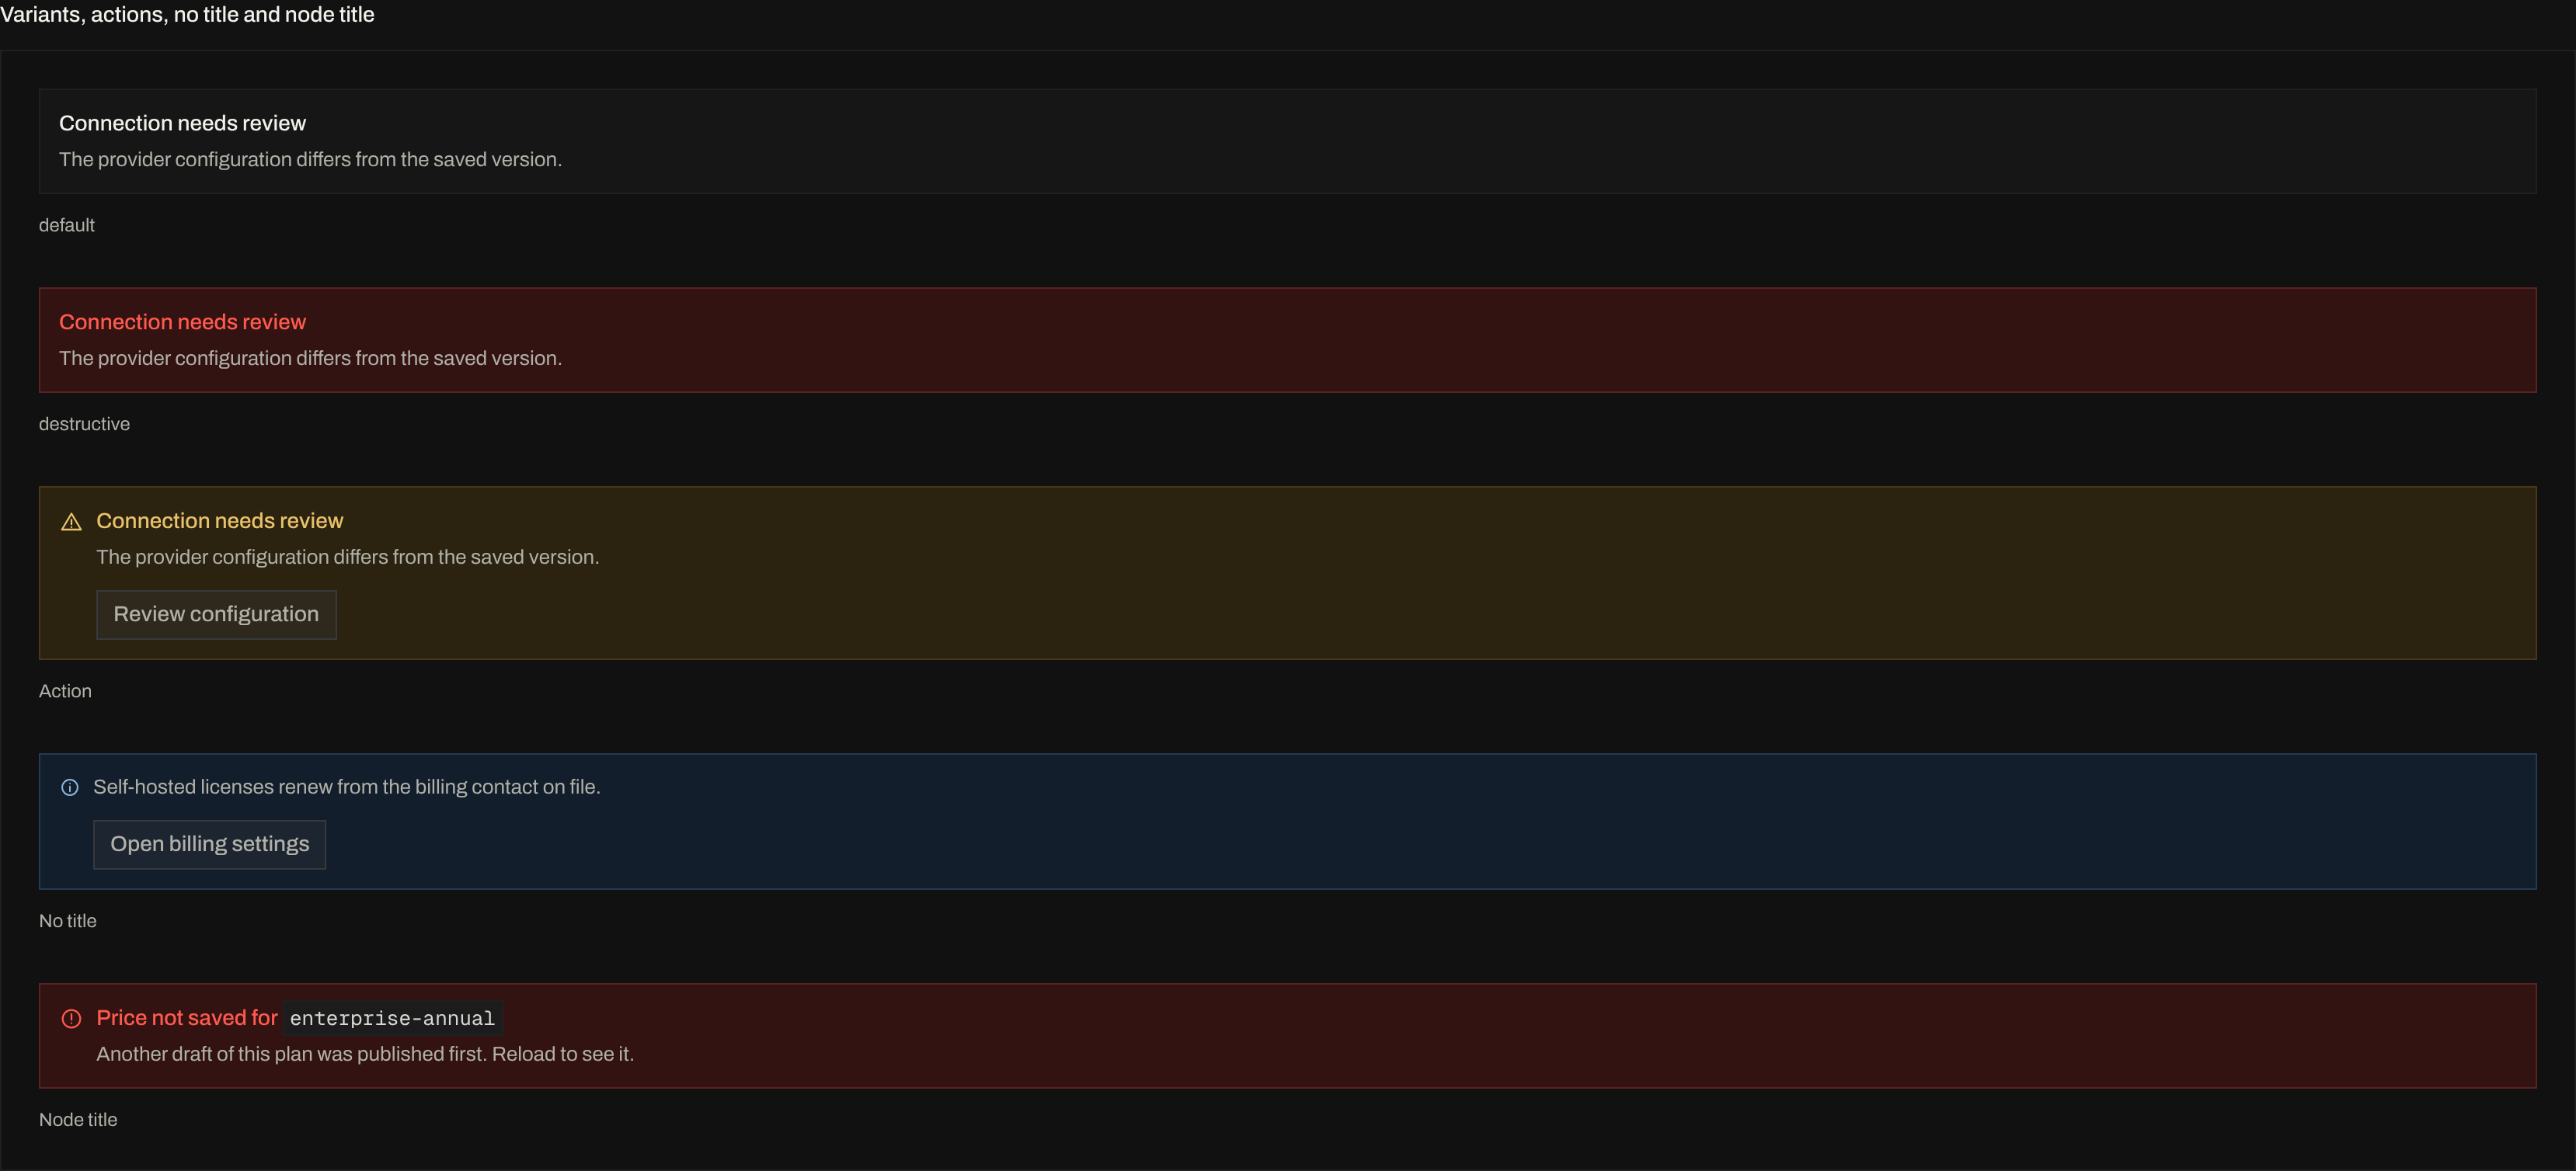 Variants, actions, no title and node title
Connection needs review
The provider configuration differs from the saved version.
default
Connection needs review
The provider configuration differs from the saved version.
destructive
Connection needs review
The provider configuration differs from the saved version.
Review configuration
Action
Self-hosted licenses renew from the billing contact on file.
Open billing settings
No title
Price not saved for enterprise-annual
Another draft of this plan was published first. Reload to see it.
Node title